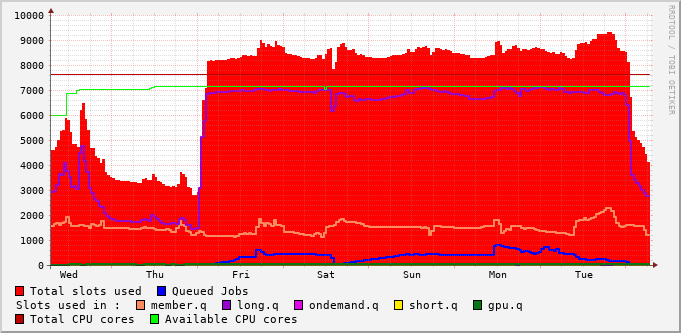 RRDTOOL / TOBI OETIKER
10000
9000
8000
7000
6000
5000
4000
3000
2000
1000
0
Wed Thu Fri Sat Sun Mon Tue
Total slots used Queued Jobs
Slots used in : member.q long.q ondemand.q short.q gpu.q
Total CPU cores Available CPU cores